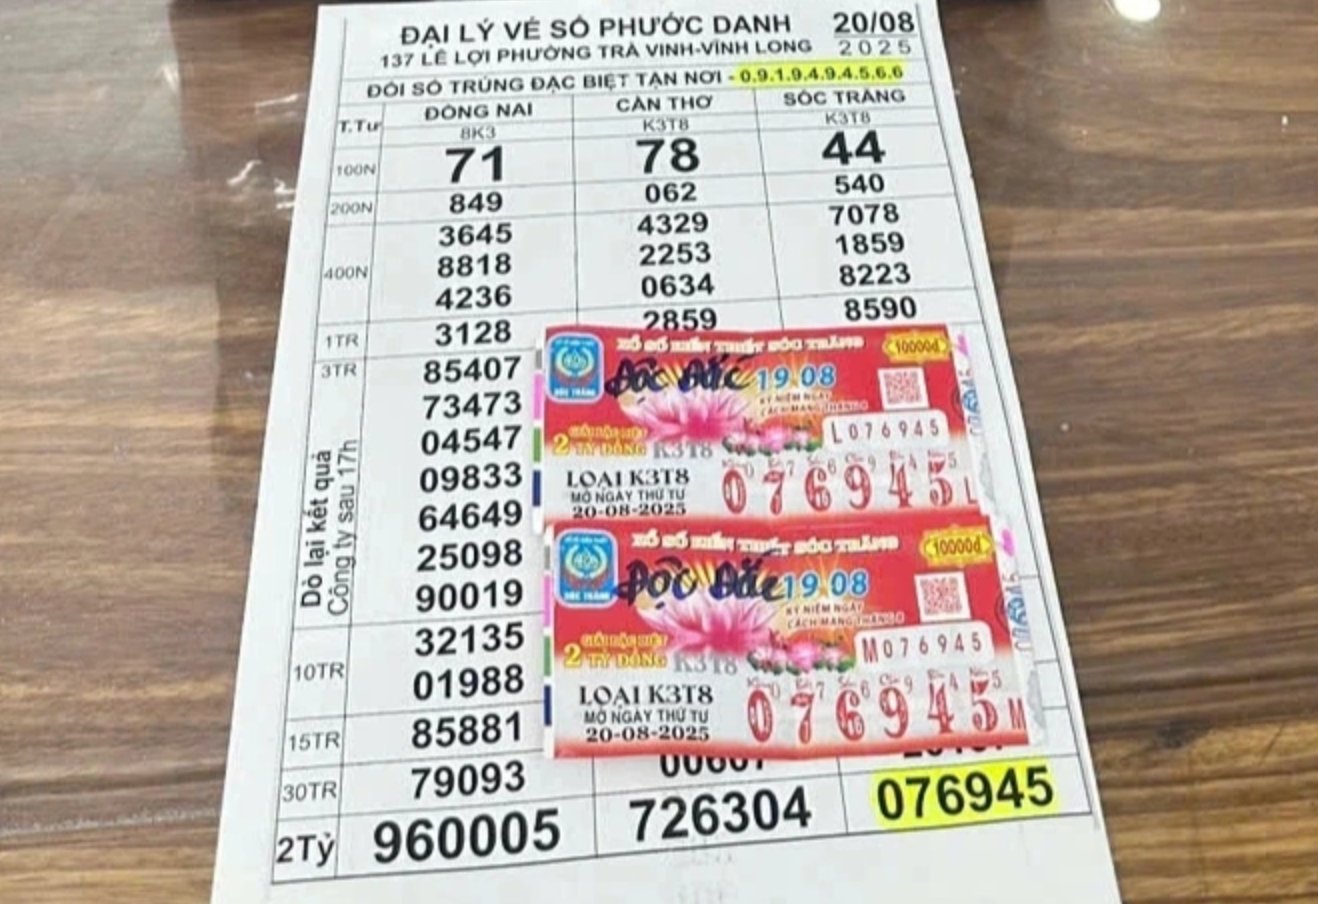 ĐẠI LÝ VÉ SỐ PHƯỚC DANH 20/08
137 LÊ LỢI PHƯỜNG TRÀ VINH-VĨNH LONG 2025
ĐỔI SỐ TRÚNG ĐẶC BIỆT TẬN NƠI - 0.9.1.9.4.9.4.5.6.6
T.Tư ĐỒNG NAI CẦN THƠ SÓC TRĂNG
8K3 K3T8 K3T8
100N 71 78 44
200N 849 062 540
3645 4329 7078
400N 8818 2253 1859
4236 0634 8223
1TR 3128 2859 8590
3TR 85407
73473
04547
09833
64649
25098
90019
Dò lại kết quả
Công ty sau 17h
10TR 32135
01988
15TR 85881
30TR 79093
2Tỷ 960005 726304 076945
XỔ SỐ KIẾN THIẾT SÓC TRĂNG 10000đ
Độc Đắc 19.08
KỶ NIỆM NGÀY
CÁCH MẠNG THÁNG 8
GIẢI ĐẶC BIỆT
2 TỶ ĐỒNG K3T8
L 076945
LOẠI K3T8
MỞ NGÀY THỨ TƯ
20-08-2025
076945 L
XỔ SỐ KIẾN THIẾT SÓC TRĂNG 10000đ
Độc Đắc 19.08
KỶ NIỆM NGÀY
CÁCH MẠNG THÁNG 8
GIẢI ĐẶC BIỆT
2 TỶ ĐỒNG K3T8
M 076945
LOẠI K3T8
MỞ NGÀY THỨ TƯ
20-08-2025
076945 M